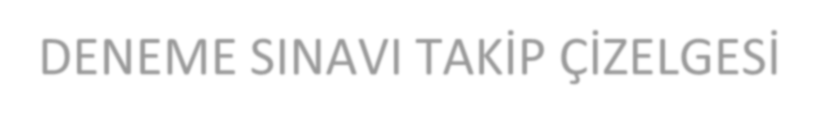 DENEME SINAVI TAKİP ÇİZELGESİ